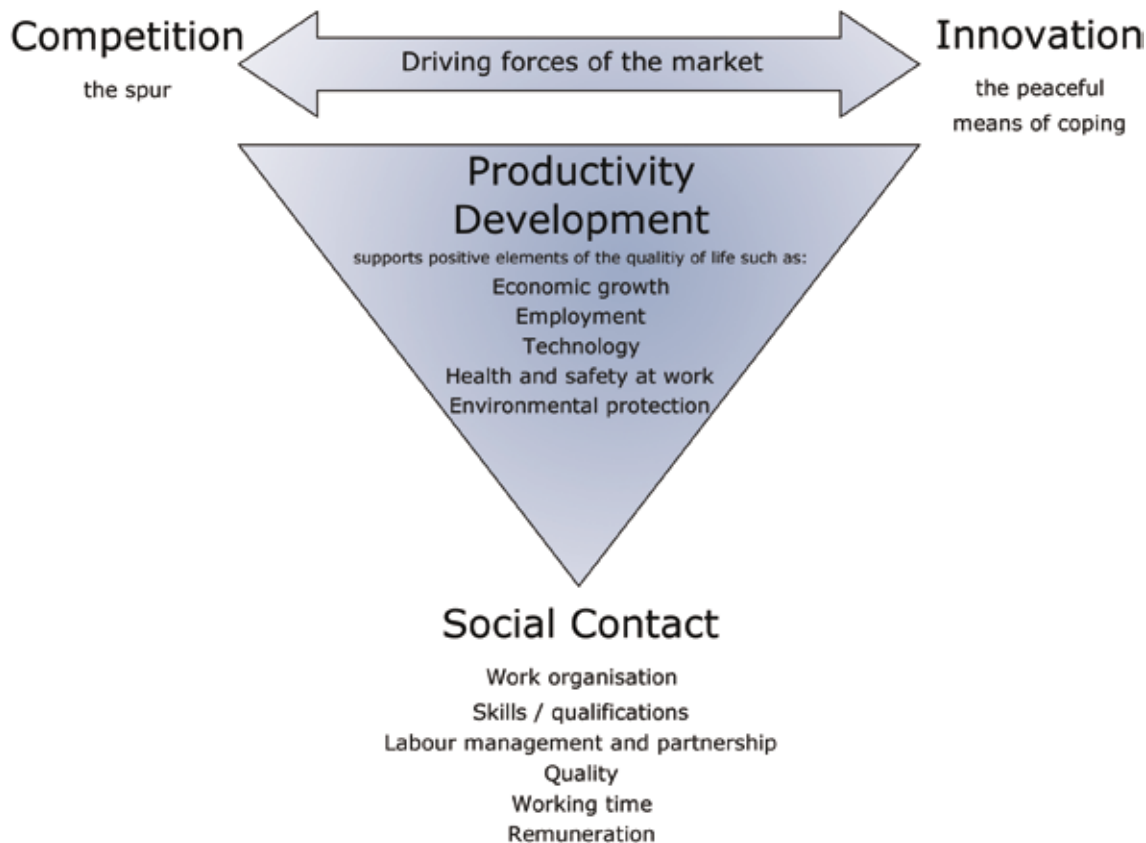 Competition
the spur
Driving forces of the market
Innovation
the peaceful
means of coping
Productivity
Development
supports positive elements of the qualitiy of life such as:
Economic growth
Employment
Technology
Health and safety at work
Environmental protection
Social Contact
Work organisation
Skills / qualifications
Labour management and partnership
Quality
Working time
Remuneration